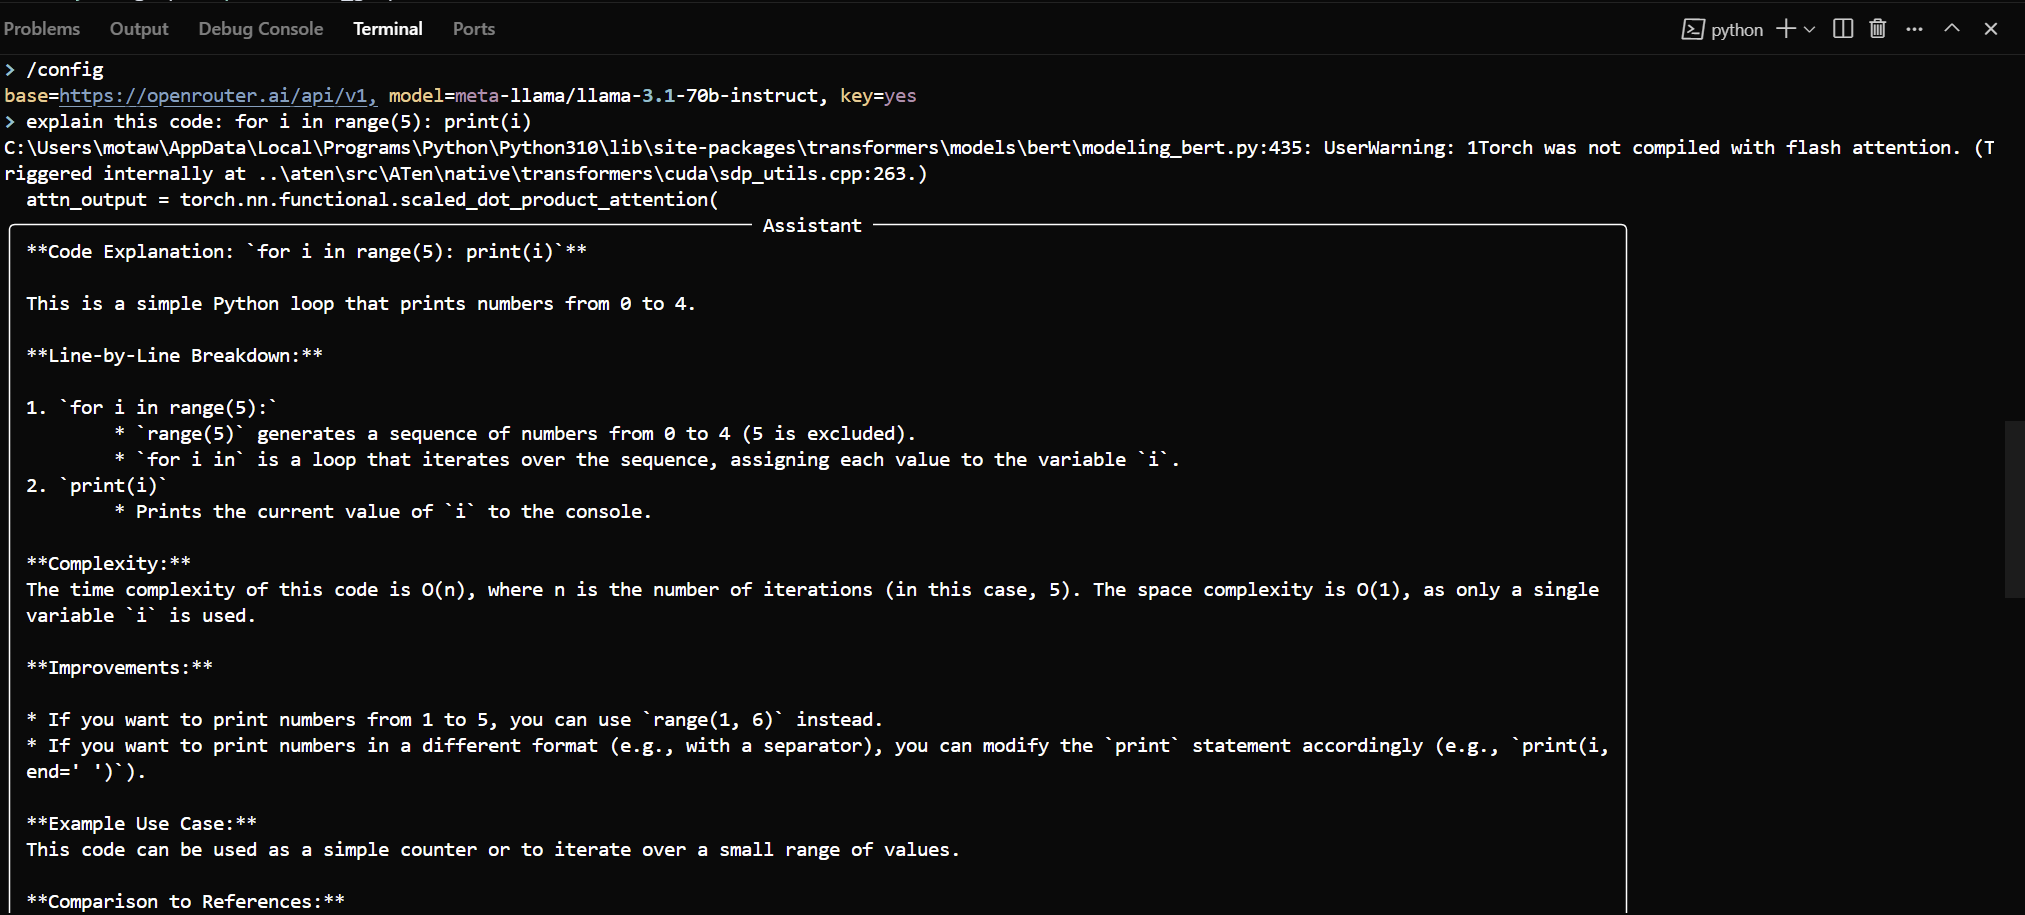 Problems Output Debug Console Terminal Ports python
> /config
base=https://openrouter.ai/api/v1, model=meta-llama/llama-3.1-70b-instruct, key=yes
> explain this code: for i in range(5): print(i)
C:\Users\motaw\AppData\Local\Programs\Python\Python310\lib\site-packages\transformers\models\bert\modeling_bert.py:435: UserWarning: 1Torch was not compiled with flash attention. (T
riggered internally at ..\aten\src\ATen\native\transformers\cuda\sdp_utils.cpp:263.)
  attn_output = torch.nn.functional.scaled_dot_product_attention(
Assistant
**Code Explanation: `for i in range(5): print(i)`**
This is a simple Python loop that prints numbers from 0 to 4.
**Line-by-Line Breakdown:**
1. `for i in range(5):`
        * `range(5)` generates a sequence of numbers from 0 to 4 (5 is excluded).
        * `for i in` is a loop that iterates over the sequence, assigning each value to the variable `i`.
2. `print(i)`
        * Prints the current value of `i` to the console.
**Complexity:**
The time complexity of this code is O(n), where n is the number of iterations (in this case, 5). The space complexity is O(1), as only a single
variable `i` is used.
**Improvements:**
* If you want to print numbers from 1 to 5, you can use `range(1, 6)` instead.
* If you want to print numbers in a different format (e.g., with a separator), you can modify the `print` statement accordingly (e.g., `print(i,
end=' ')`).
**Example Use Case:**
This code can be used as a simple counter or to iterate over a small range of values.
**Comparison to References:**